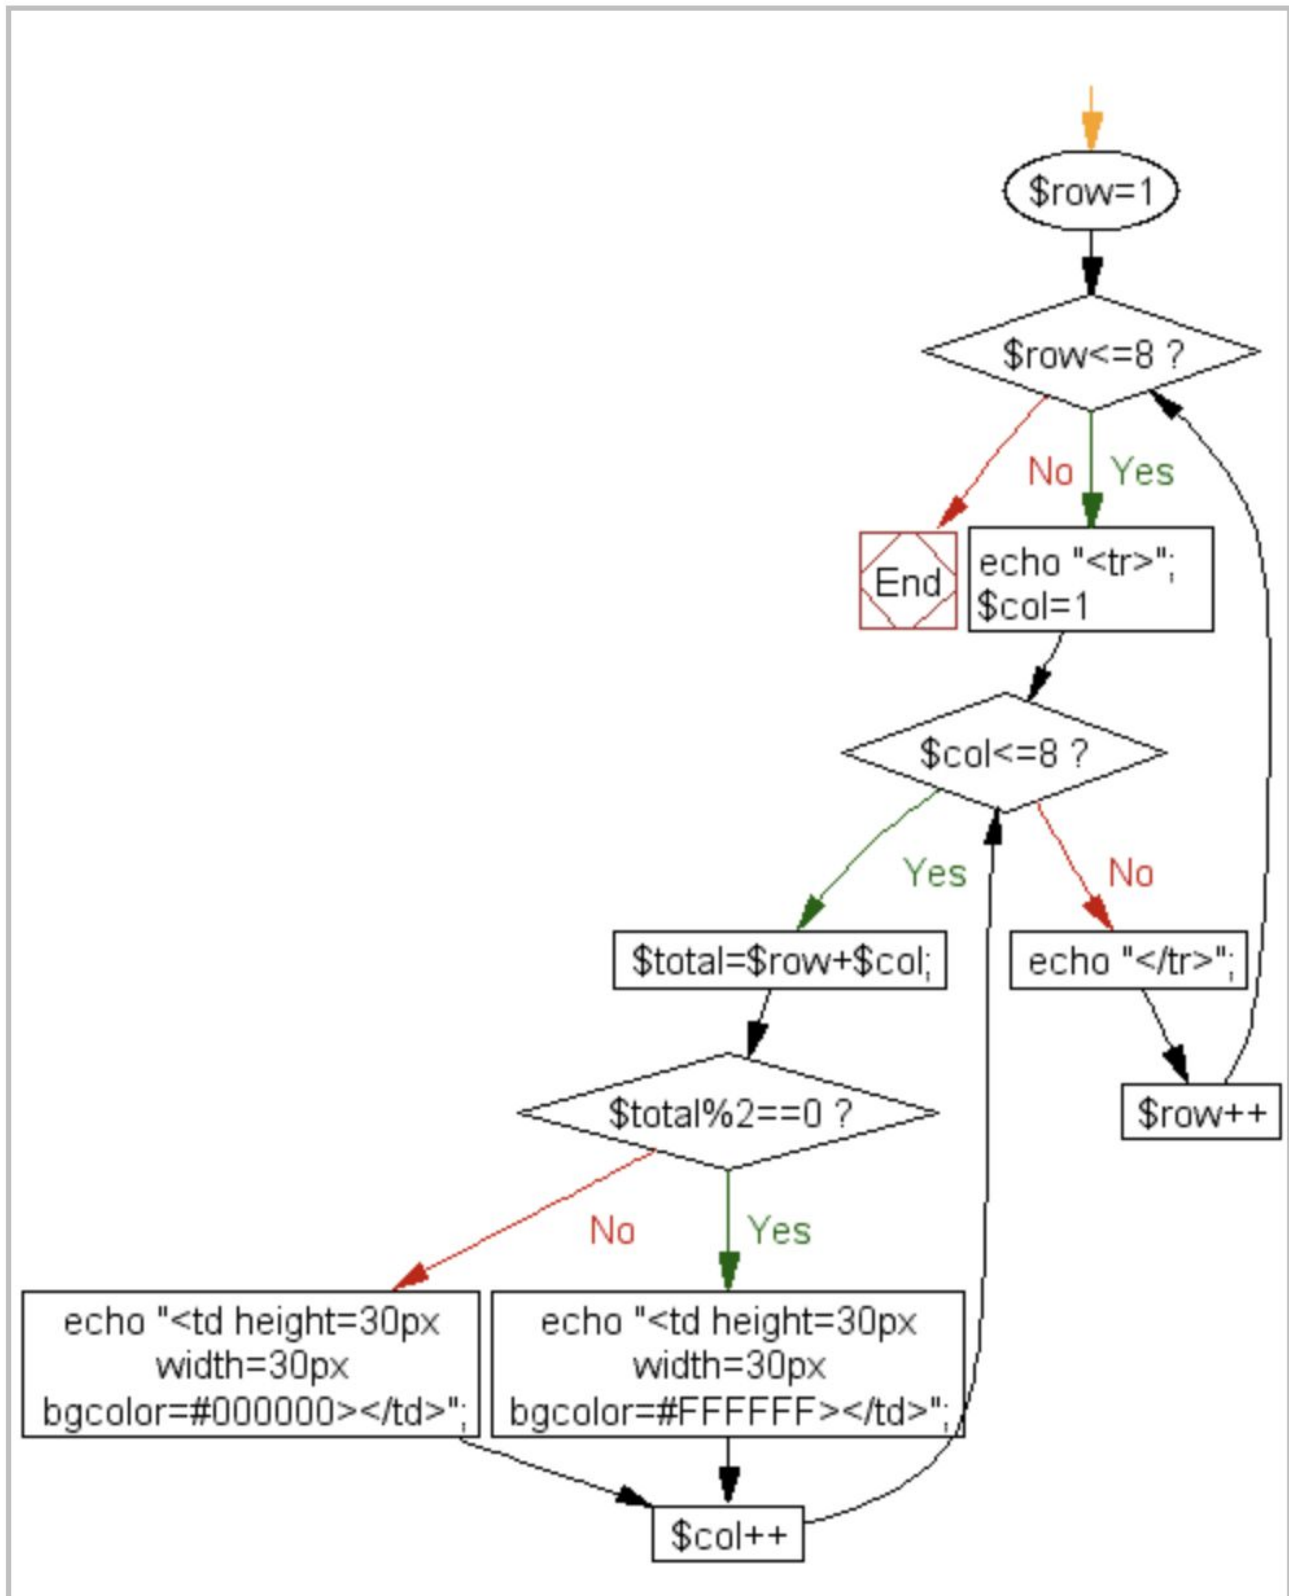 $row=1
$row<=8 ?
No Yes
End
echo "<tr>";
$col=1
$col<=8 ?
Yes
No
$total=$row+$col;
echo "</tr>";
$total%2==0 ?
$row++
No
Yes
echo "<td height=30px
width=30px
bgcolor=#000000></td>";
echo "<td height=30px
width=30px
bgcolor=#FFFFFF></td>";
$col++